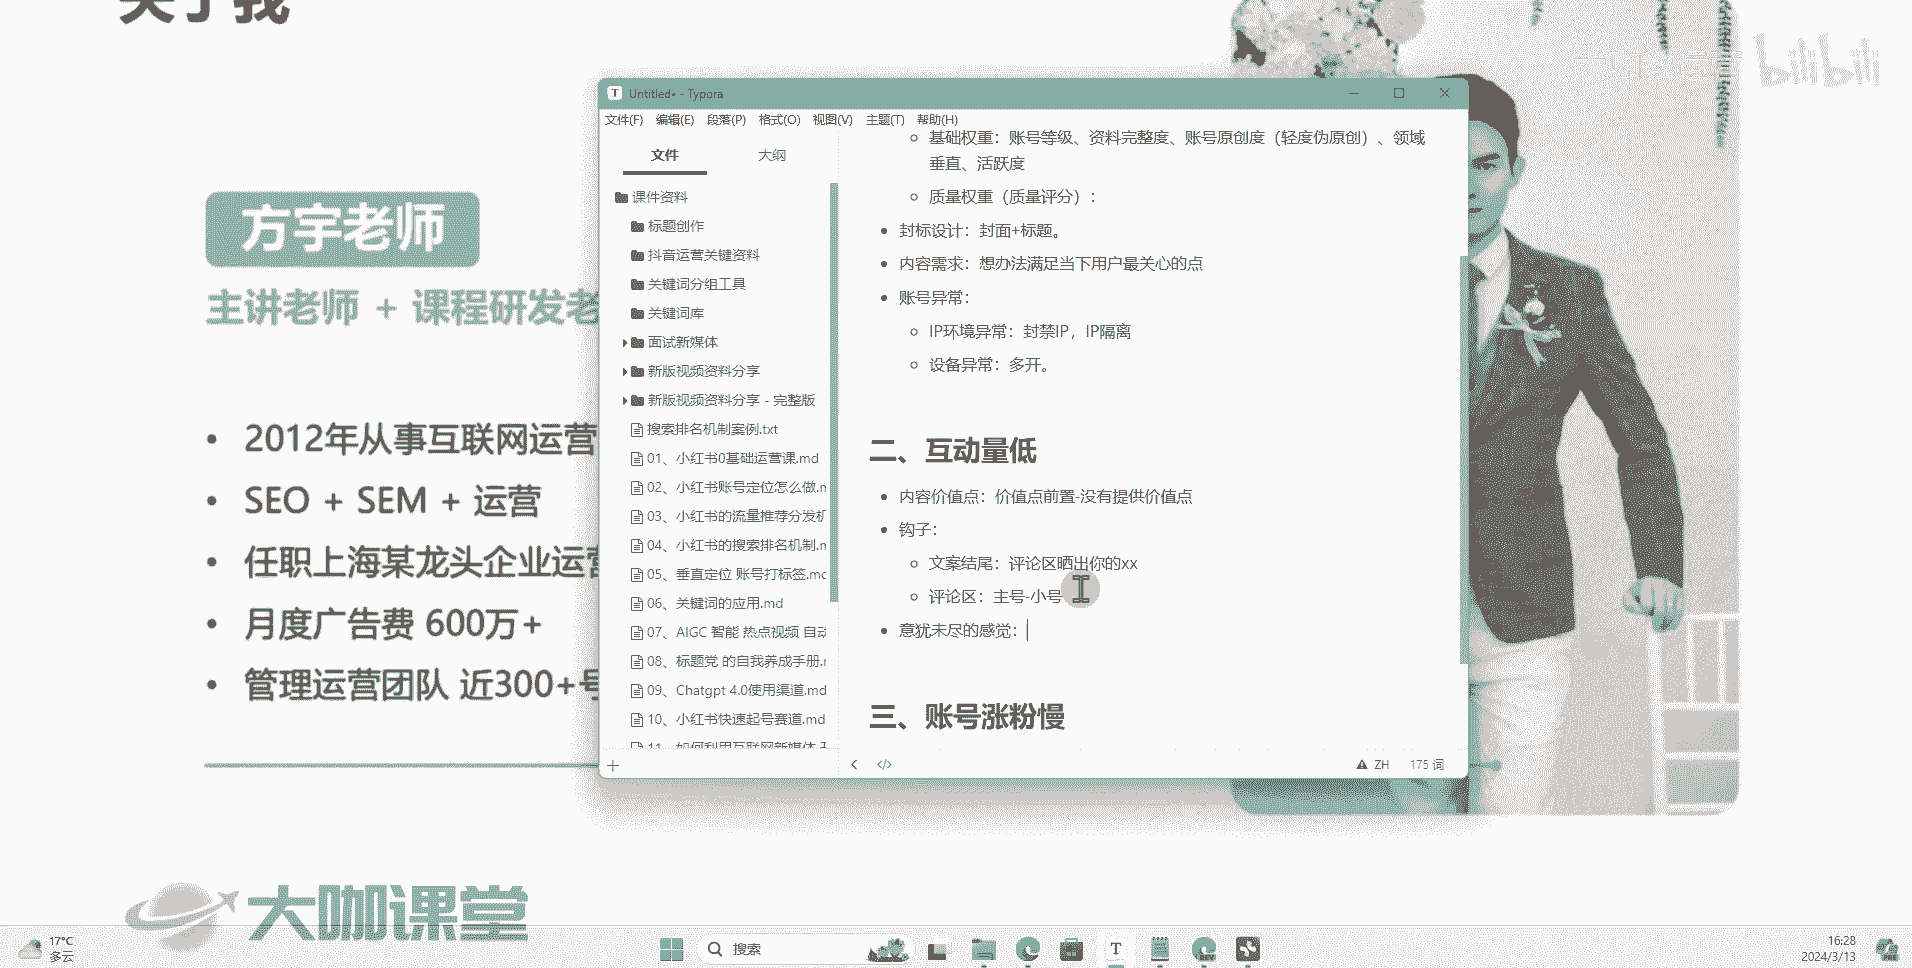 关于我
bilibili
方宇老师
主讲老师 + 课程研发老
• 2012年从事互联网运营
• SEO + SEM + 运营
• 任职上海某龙头企业运营
• 月度广告费 600万+
• 管理运营团队 近300+号
大咖课堂
Untitled• - Typora
文件(F) 编辑(E) 段落(P) 格式(O) 视图(V) 主题(T) 帮助(H)
文件 大纲
课件资料
标题创作
抖音运营关键资料
关键词分组工具
关键词库
面试新媒体
新版视频资料分享
新版视频资料分享 - 完整版
搜索排名机制案例.txt
01、小红书0基础运营课.md
02、小红书账号定位怎么做.m
03、小红书的流量推荐分发机
04、小红书的搜索排名机制.m
05、垂直定位 账号打标签.md
06、关键词的应用.md
07、AIGC 智能 热点视频 自动
08、标题党 的自我养成手册.m
09、Chatgpt 4.0使用渠道.md
10、小红书快速起号赛道.md
11、如何利用互联网新媒体
基础权重：账号等级、资料完整度、账号原创度（轻度伪原创）、领域
垂直、活跃度
质量权重（质量评分）：
封标设计：封面+标题。
内容需求：想办法满足当下用户最关心的点
账号异常：
IP环境异常：封禁IP，IP隔离
设备异常：多开。
二、互动量低
内容价值点：价值点前置-没有提供价值点
钩子：
文案结尾：评论区晒出你的xx
评论区：主号-小号
意犹未尽的感觉：
三、账号涨粉慢
ZH 175 词
17°C
多云
搜索
16:28
2024/3/13